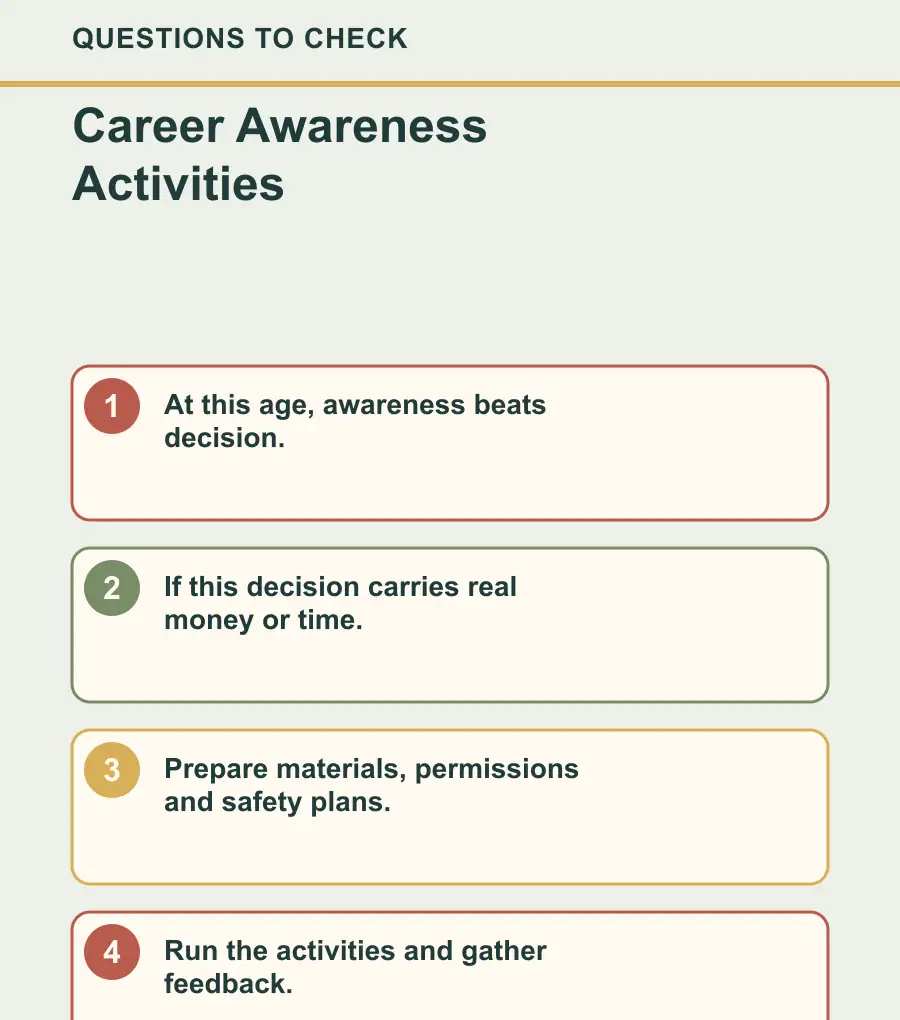 QUESTIONS TO CHECK
Career Awareness
Activities
1
At this age, awareness beats
decision.
2
If this decision carries real
money or time.
3
Prepare materials, permissions
and safety plans.
4
Run the activities and gather
feedback.